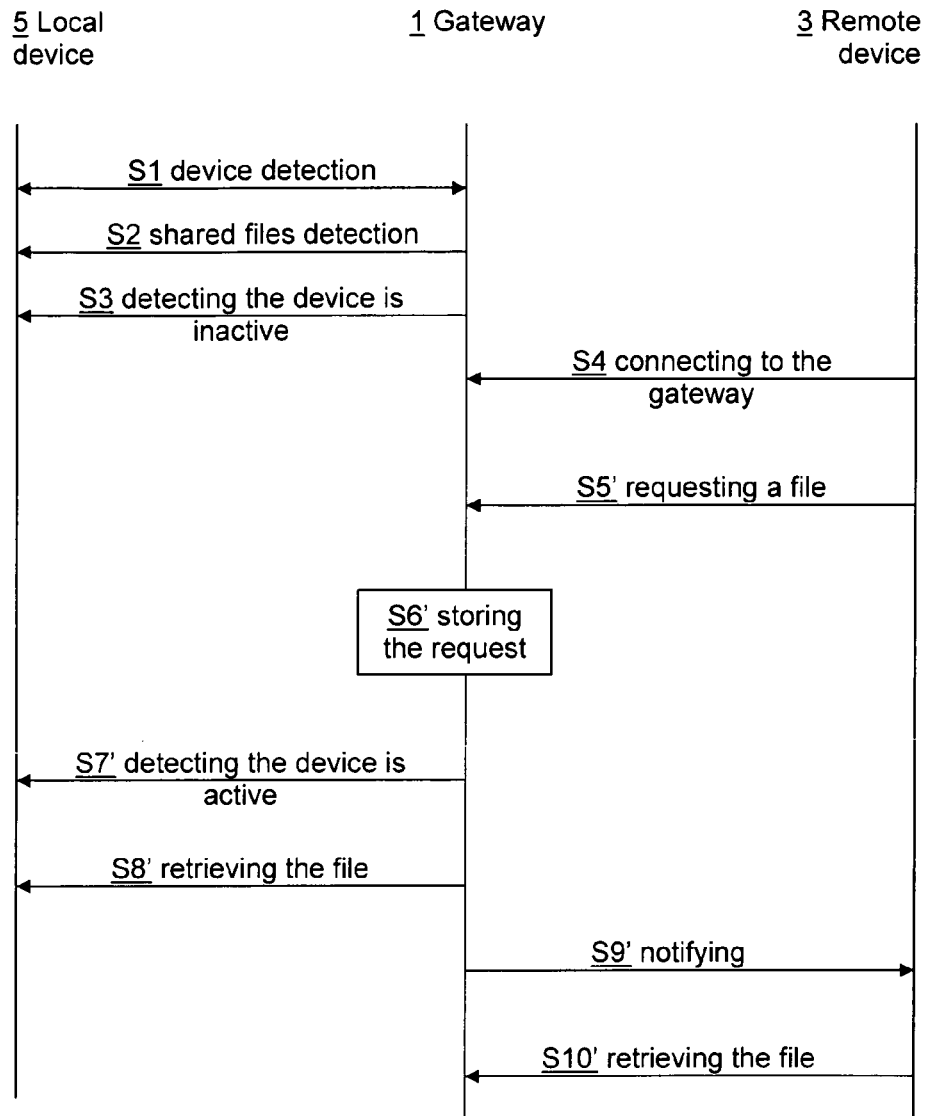 5 Local
device
1 Gateway
3 Remote
device
S1 device detection
S2 shared files detection
S3 detecting the device is
inactive
S4 connecting to the
gateway
S5' requesting a file
S6' storing
the request
S7' detecting the device is
active
S8' retrieving the file
S9' notifying
S10' retrieving the file